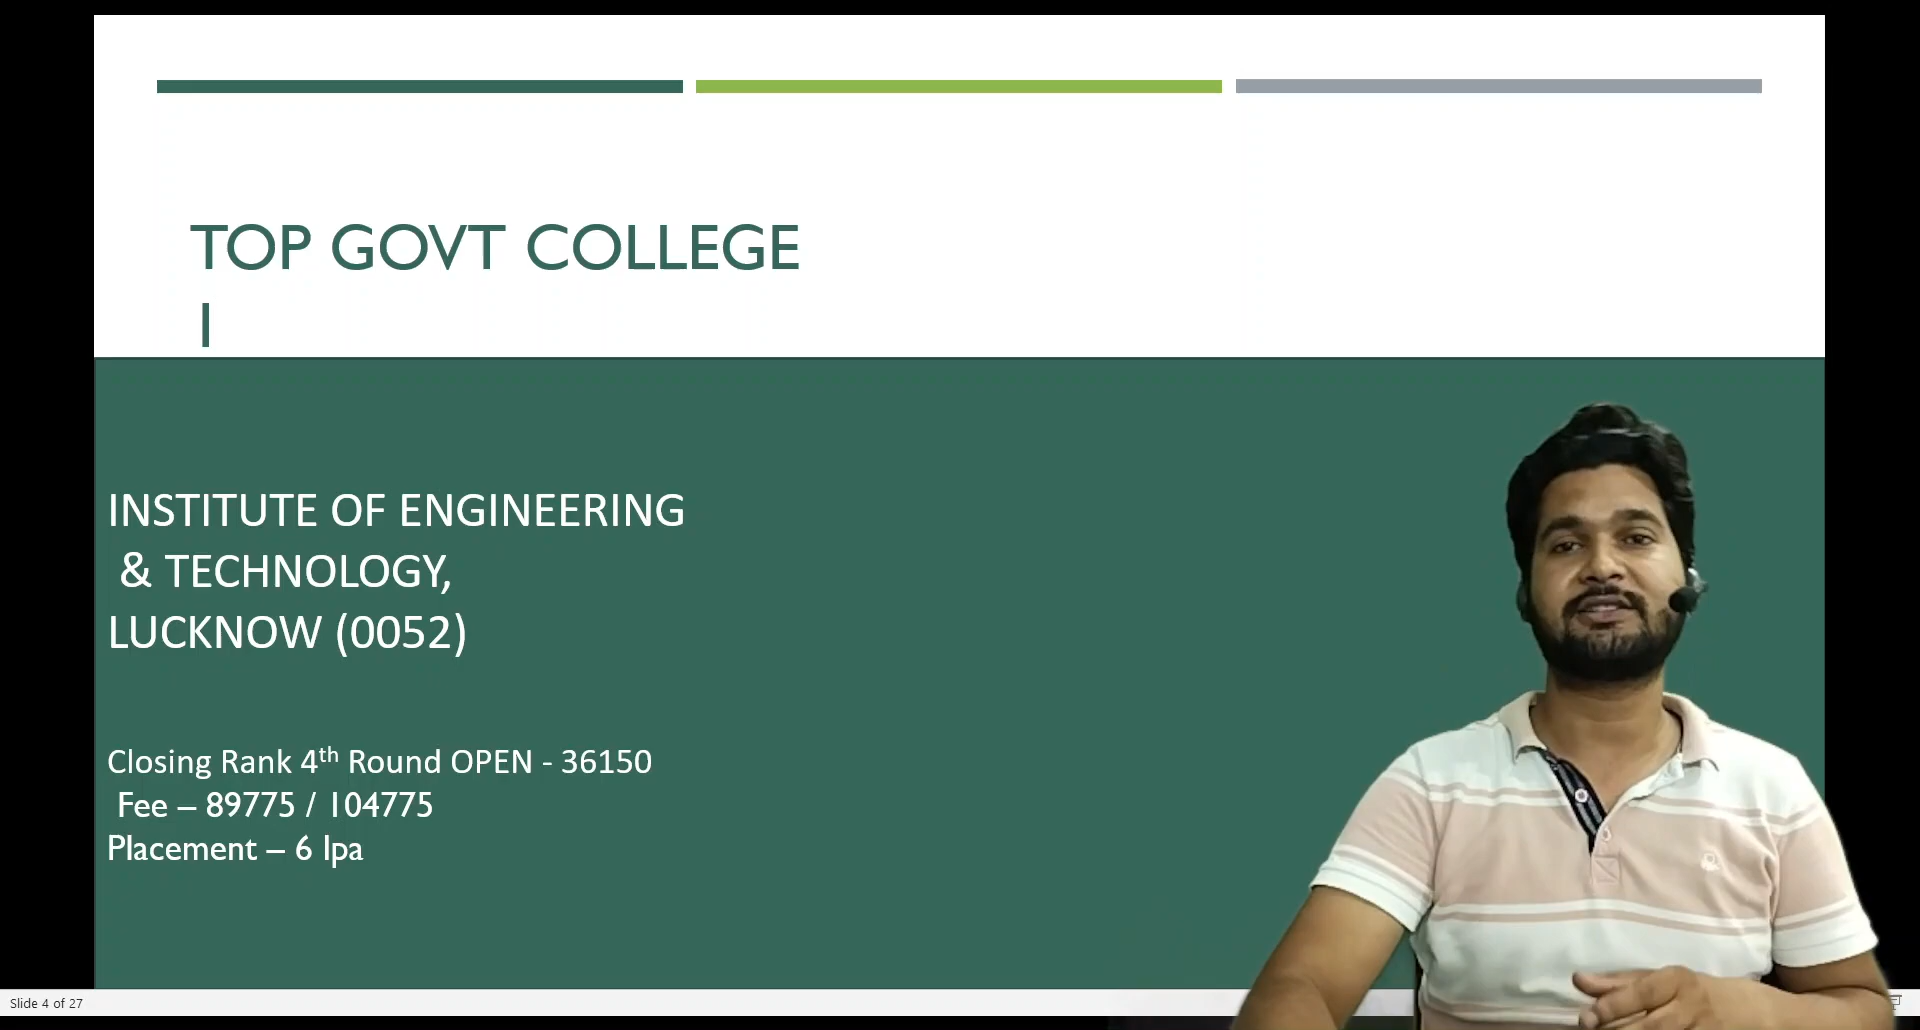 TOP GOVT COLLEGE
1
INSTITUTE OF ENGINEERING
& TECHNOLOGY,
LUCKNOW (0052)
Closing Rank 4th Round OPEN - 36150
Fee – 89775 / 104775
Placement – 6 lpa
Slide 4 of 27